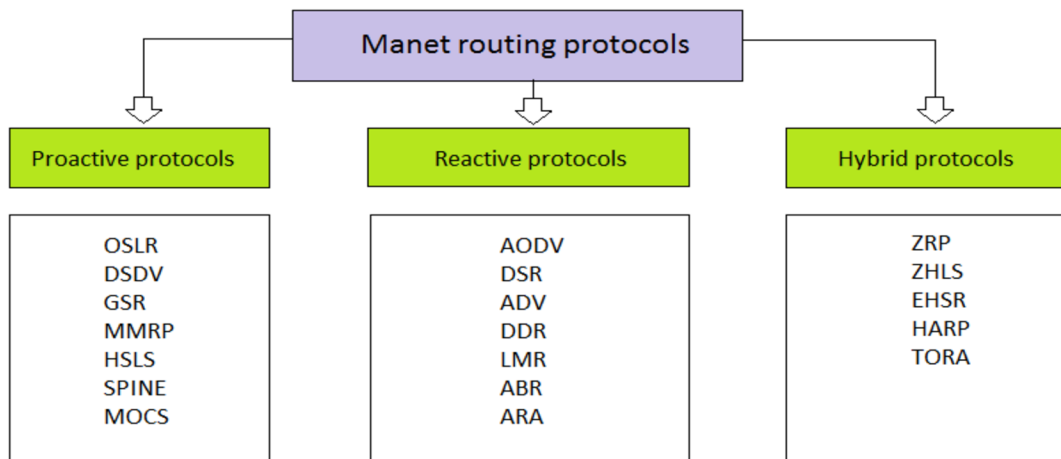 Manet routing protocols
Proactive protocols
Reactive protocols
Hybrid protocols
OSLR
DSDV
GSR
MMRP
HSLS
SPINE
MOCS
AODV
DSR
ADV
DDR
LMR
ABR
ARA
ZRP
ZHLS
EHSR
HARP
TORA